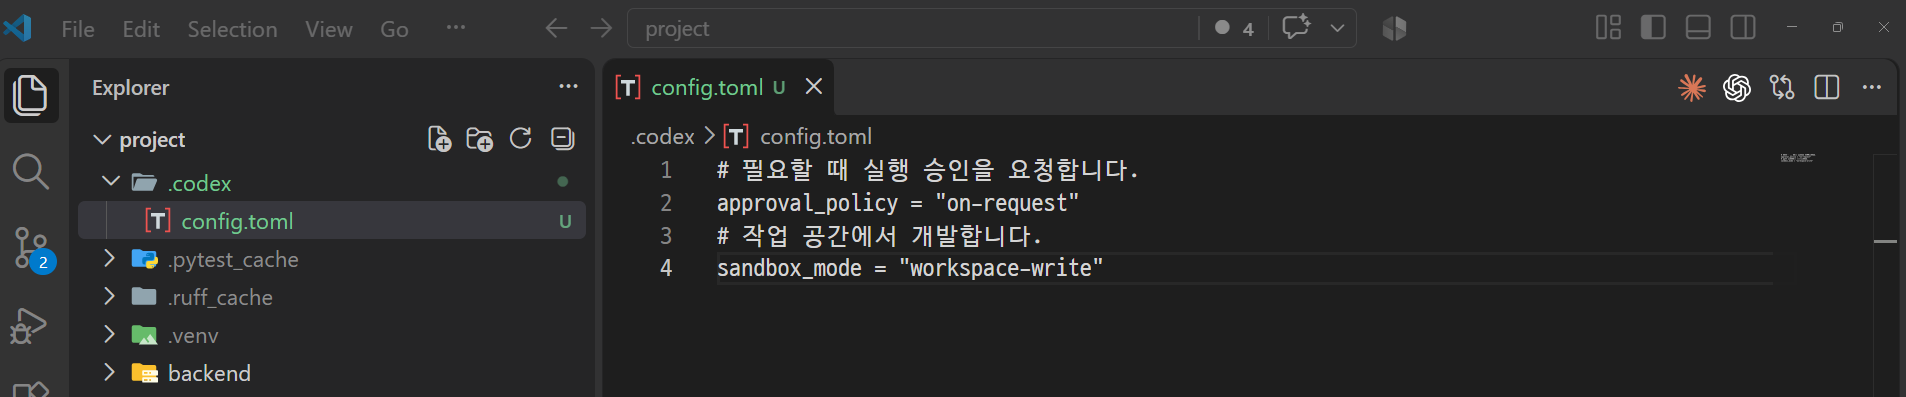 File Edit Selection View Go ···
project
4
Explorer ···
project
.codex
config.toml U
.pytest_cache
.ruff_cache
.venv
backend
2
[T] config.toml U
.codex > [T] config.toml
1 # 필요할 때 실행 승인을 요청합니다.
2 approval_policy = "on-request"
3 # 작업 공간에서 개발합니다.
4 sandbox_mode = "workspace-write"